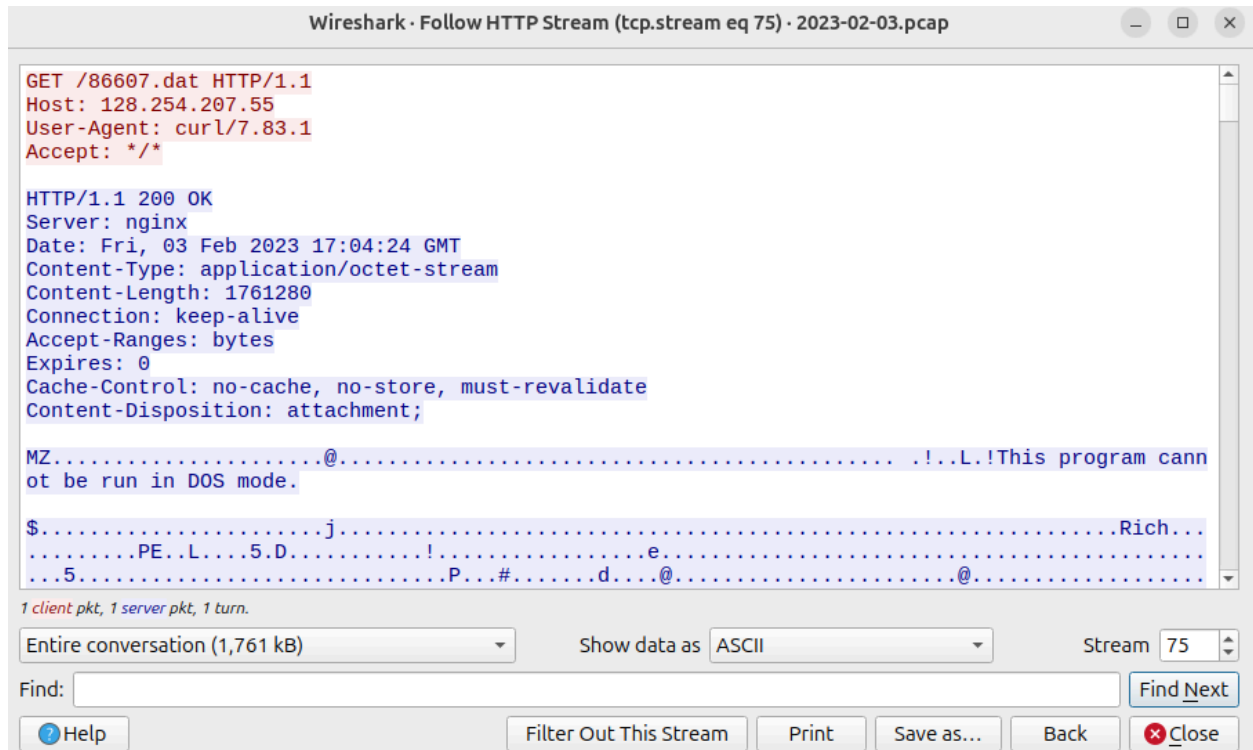 Wireshark · Follow HTTP Stream (tcp.stream eq 75) · 2023-02-03.pcap
GET /86607.dat HTTP/1.1
Host: 128.254.207.55
User-Agent: curl/7.83.1
Accept: */*
HTTP/1.1 200 OK
Server: nginx
Date: Fri, 03 Feb 2023 17:04:24 GMT
Content-Type: application/octet-stream
Content-Length: 1761280
Connection: keep-alive
Accept-Ranges: bytes
Expires: 0
Cache-Control: no-cache, no-store, must-revalidate
Content-Disposition: attachment;
MZ......................@.............................................. .!..L.!This program cann
ot be run in DOS mode.
$.......................j...............................................................Rich...
.........PE..L....5.D...........!.................e.............................................
...5..............................P...#.......d....@.......................@...................
1 client pkt, 1 server pkt, 1 turn.
Entire conversation (1,761 kB) Show data as ASCII Stream 75
Find: Find Next
Help Filter Out This Stream Print Save as... Back Close